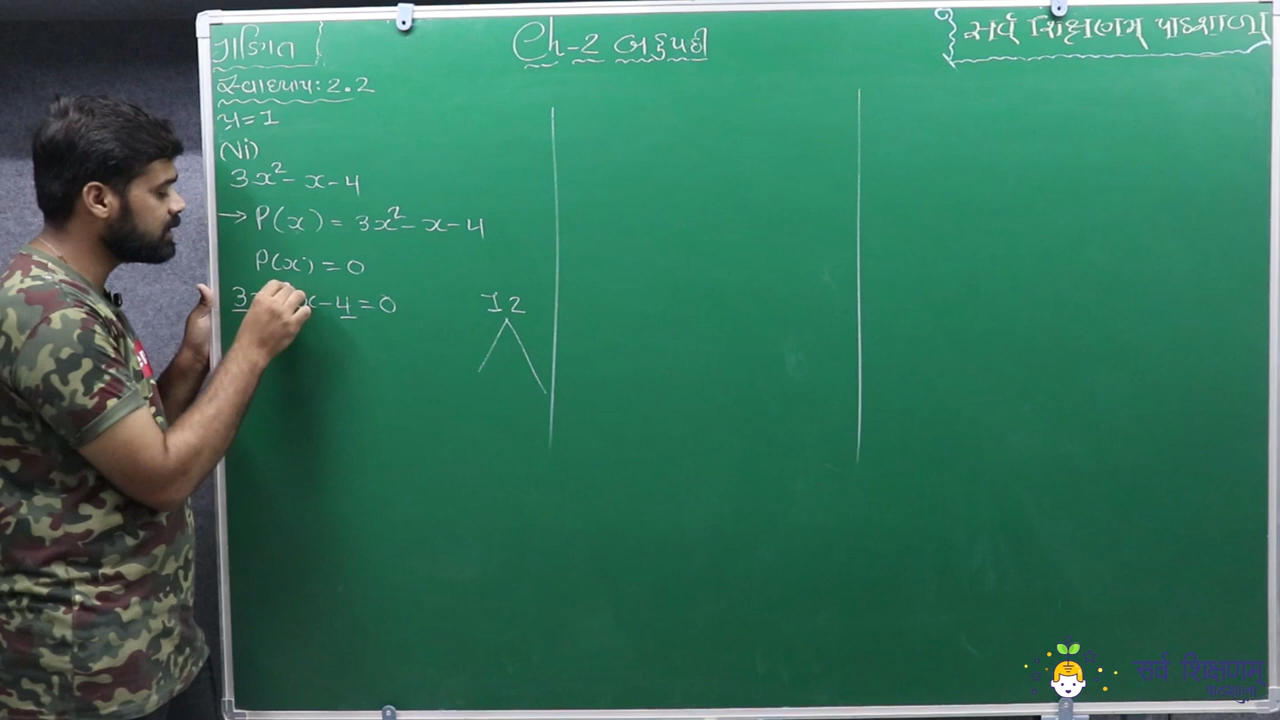 ગણિત
Ch-2 બહુપદી
સર્વ શિક્ષણમ્ પાઠશાળા
સ્વાધ્યાય: 2.2
પ્ર=1
(Vi)
3x²-x-4
→ P(x) = 3x²-x-4
P(x) = 0
-4=0
12
સર્વ શિક્ષણમ્
પાઠશાળા